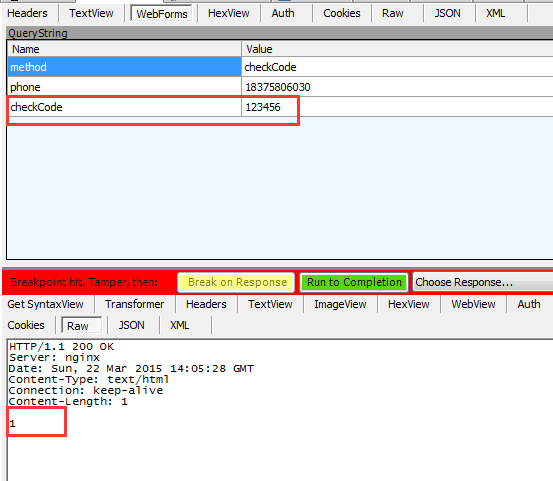 Headers TextView WebForms HexView Auth Cookies Raw JSON XML
QueryString
Name Value
method checkCode
phone 18375806030
checkCode 123456
Breakpoint hit. Tamper, then: Break on Response Run to Completion Choose Response...
Get SyntaxView Transformer Headers TextView ImageView HexView WebView Auth
Cookies Raw JSON XML
HTTP/1.1 200 OK
Server: nginx
Date: Sun, 22 Mar 2015 14:05:28 GMT
Content-Type: text/html
Connection: keep-alive
Content-Length: 1
1